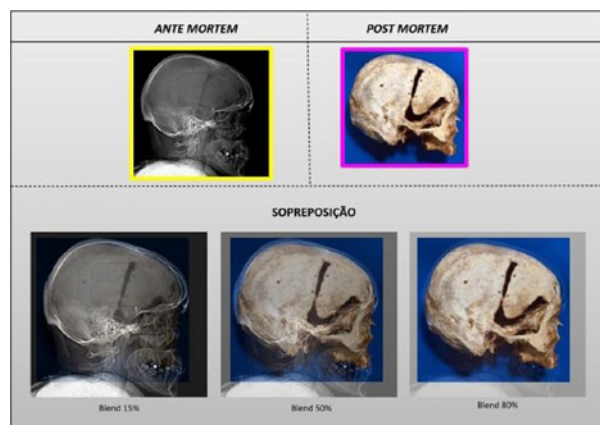 ANTE MORTEM
POST MORTEM
SOPREPOSIÇÃO
Blend 15%
Blend 50%
Blend 80%